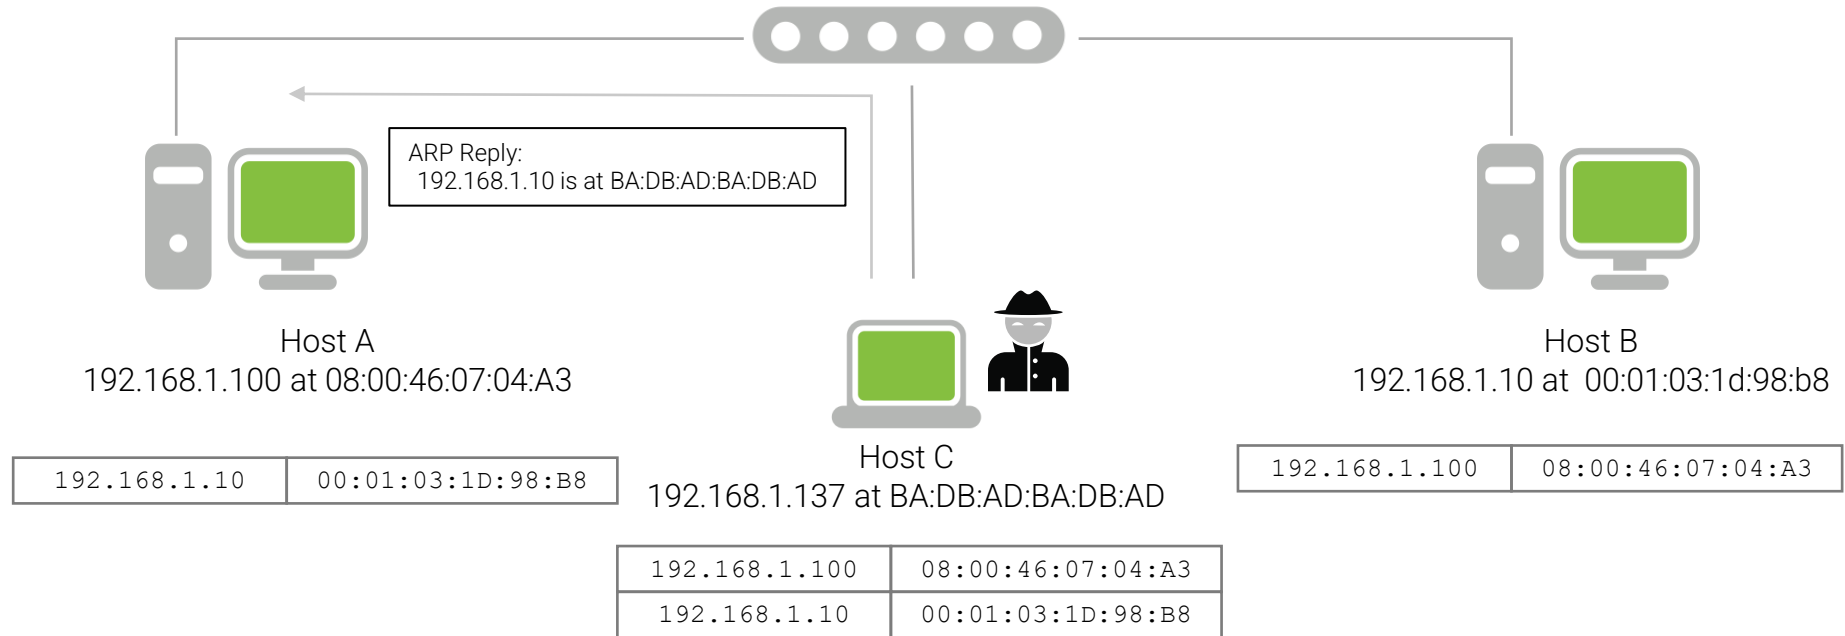 ARP Reply:
192.168.1.10 is at BA:DB:AD:BA:DB:AD
Host A
192.168.1.100 at 08:00:46:07:04:A3
192.168.1.10 00:01:03:1D:98:B8
Host C
192.168.1.137 at BA:DB:AD:BA:DB:AD
192.168.1.100 08:00:46:07:04:A3
192.168.1.10 00:01:03:1D:98:B8
Host B
192.168.1.10 at 00:01:03:1d:98:b8
192.168.1.100 08:00:46:07:04:A3